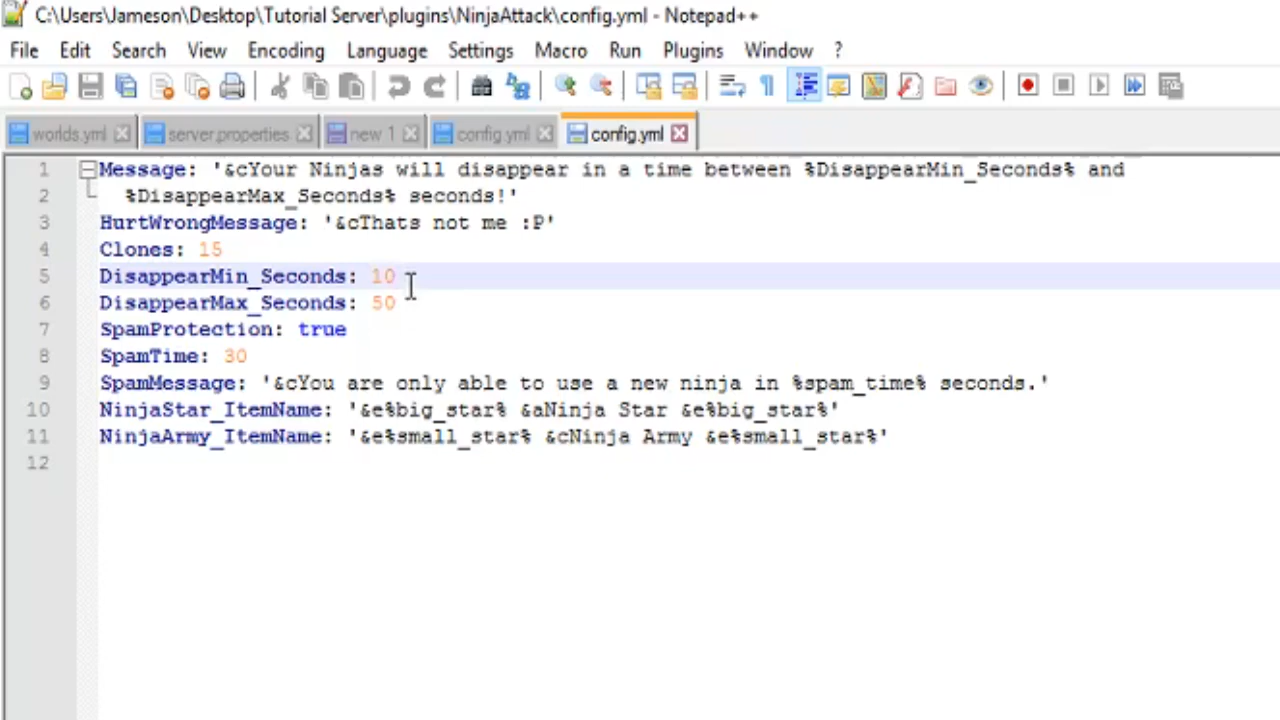 C:\Users\Jameson\Desktop\Tutorial Server\plugins\NinjaAttack\config.yml - Notepad++
File Edit Search View Encoding Language Settings Macro Run Plugins Window ?
worlds.yml server.properties new 1 config.yml config.yml
1 Message: '&cYour Ninjas will disappear in a time between %DisappearMin_Seconds% and
2 %DisappearMax_Seconds% seconds!'
3 HurtWrongMessage: '&cThats not me :P'
4 Clones: 15
5 DisappearMin_Seconds: 10
6 DisappearMax_Seconds: 50
7 SpamProtection: true
8 SpamTime: 30
9 SpamMessage: '&cYou are only able to use a new ninja in %spam_time% seconds.'
10 NinjaStar_ItemName: '&e%big_star% &aNinja Star &e%big_star%'
11 NinjaArmy_ItemName: '&e%small_star% &cNinja Army &e%small_star%'
12